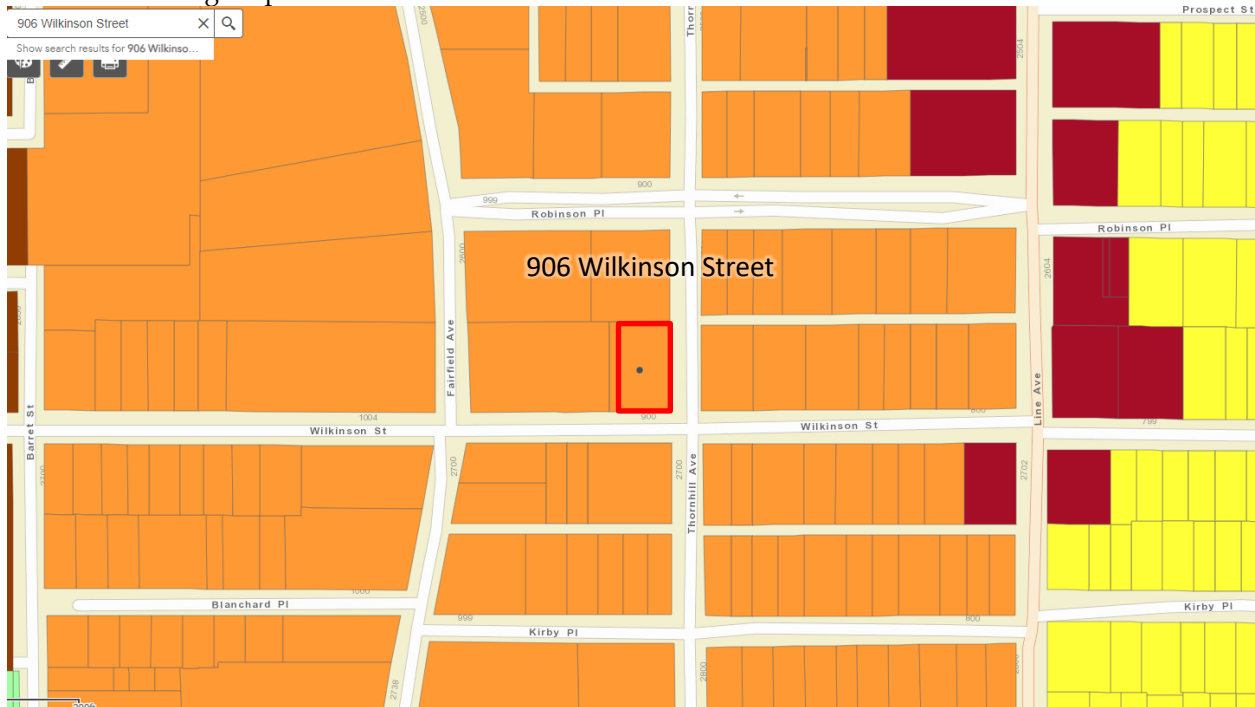 906 Wilkinson Street
Show search results for 906 Wilkinso...
Prospect St
2504
900
999
Robinson Pl
Robinson Pl
2600
906 Wilkinson Street
2604
Fairfield Ave
Line Ave
Barret St
1004
900
800
799
Wilkinson St
Wilkinson St
2700
2700
2700
2702
Thornhill Ave
1000
Blanchard Pl
999
800
Kirby Pl
Kirby Pl
2738
2800